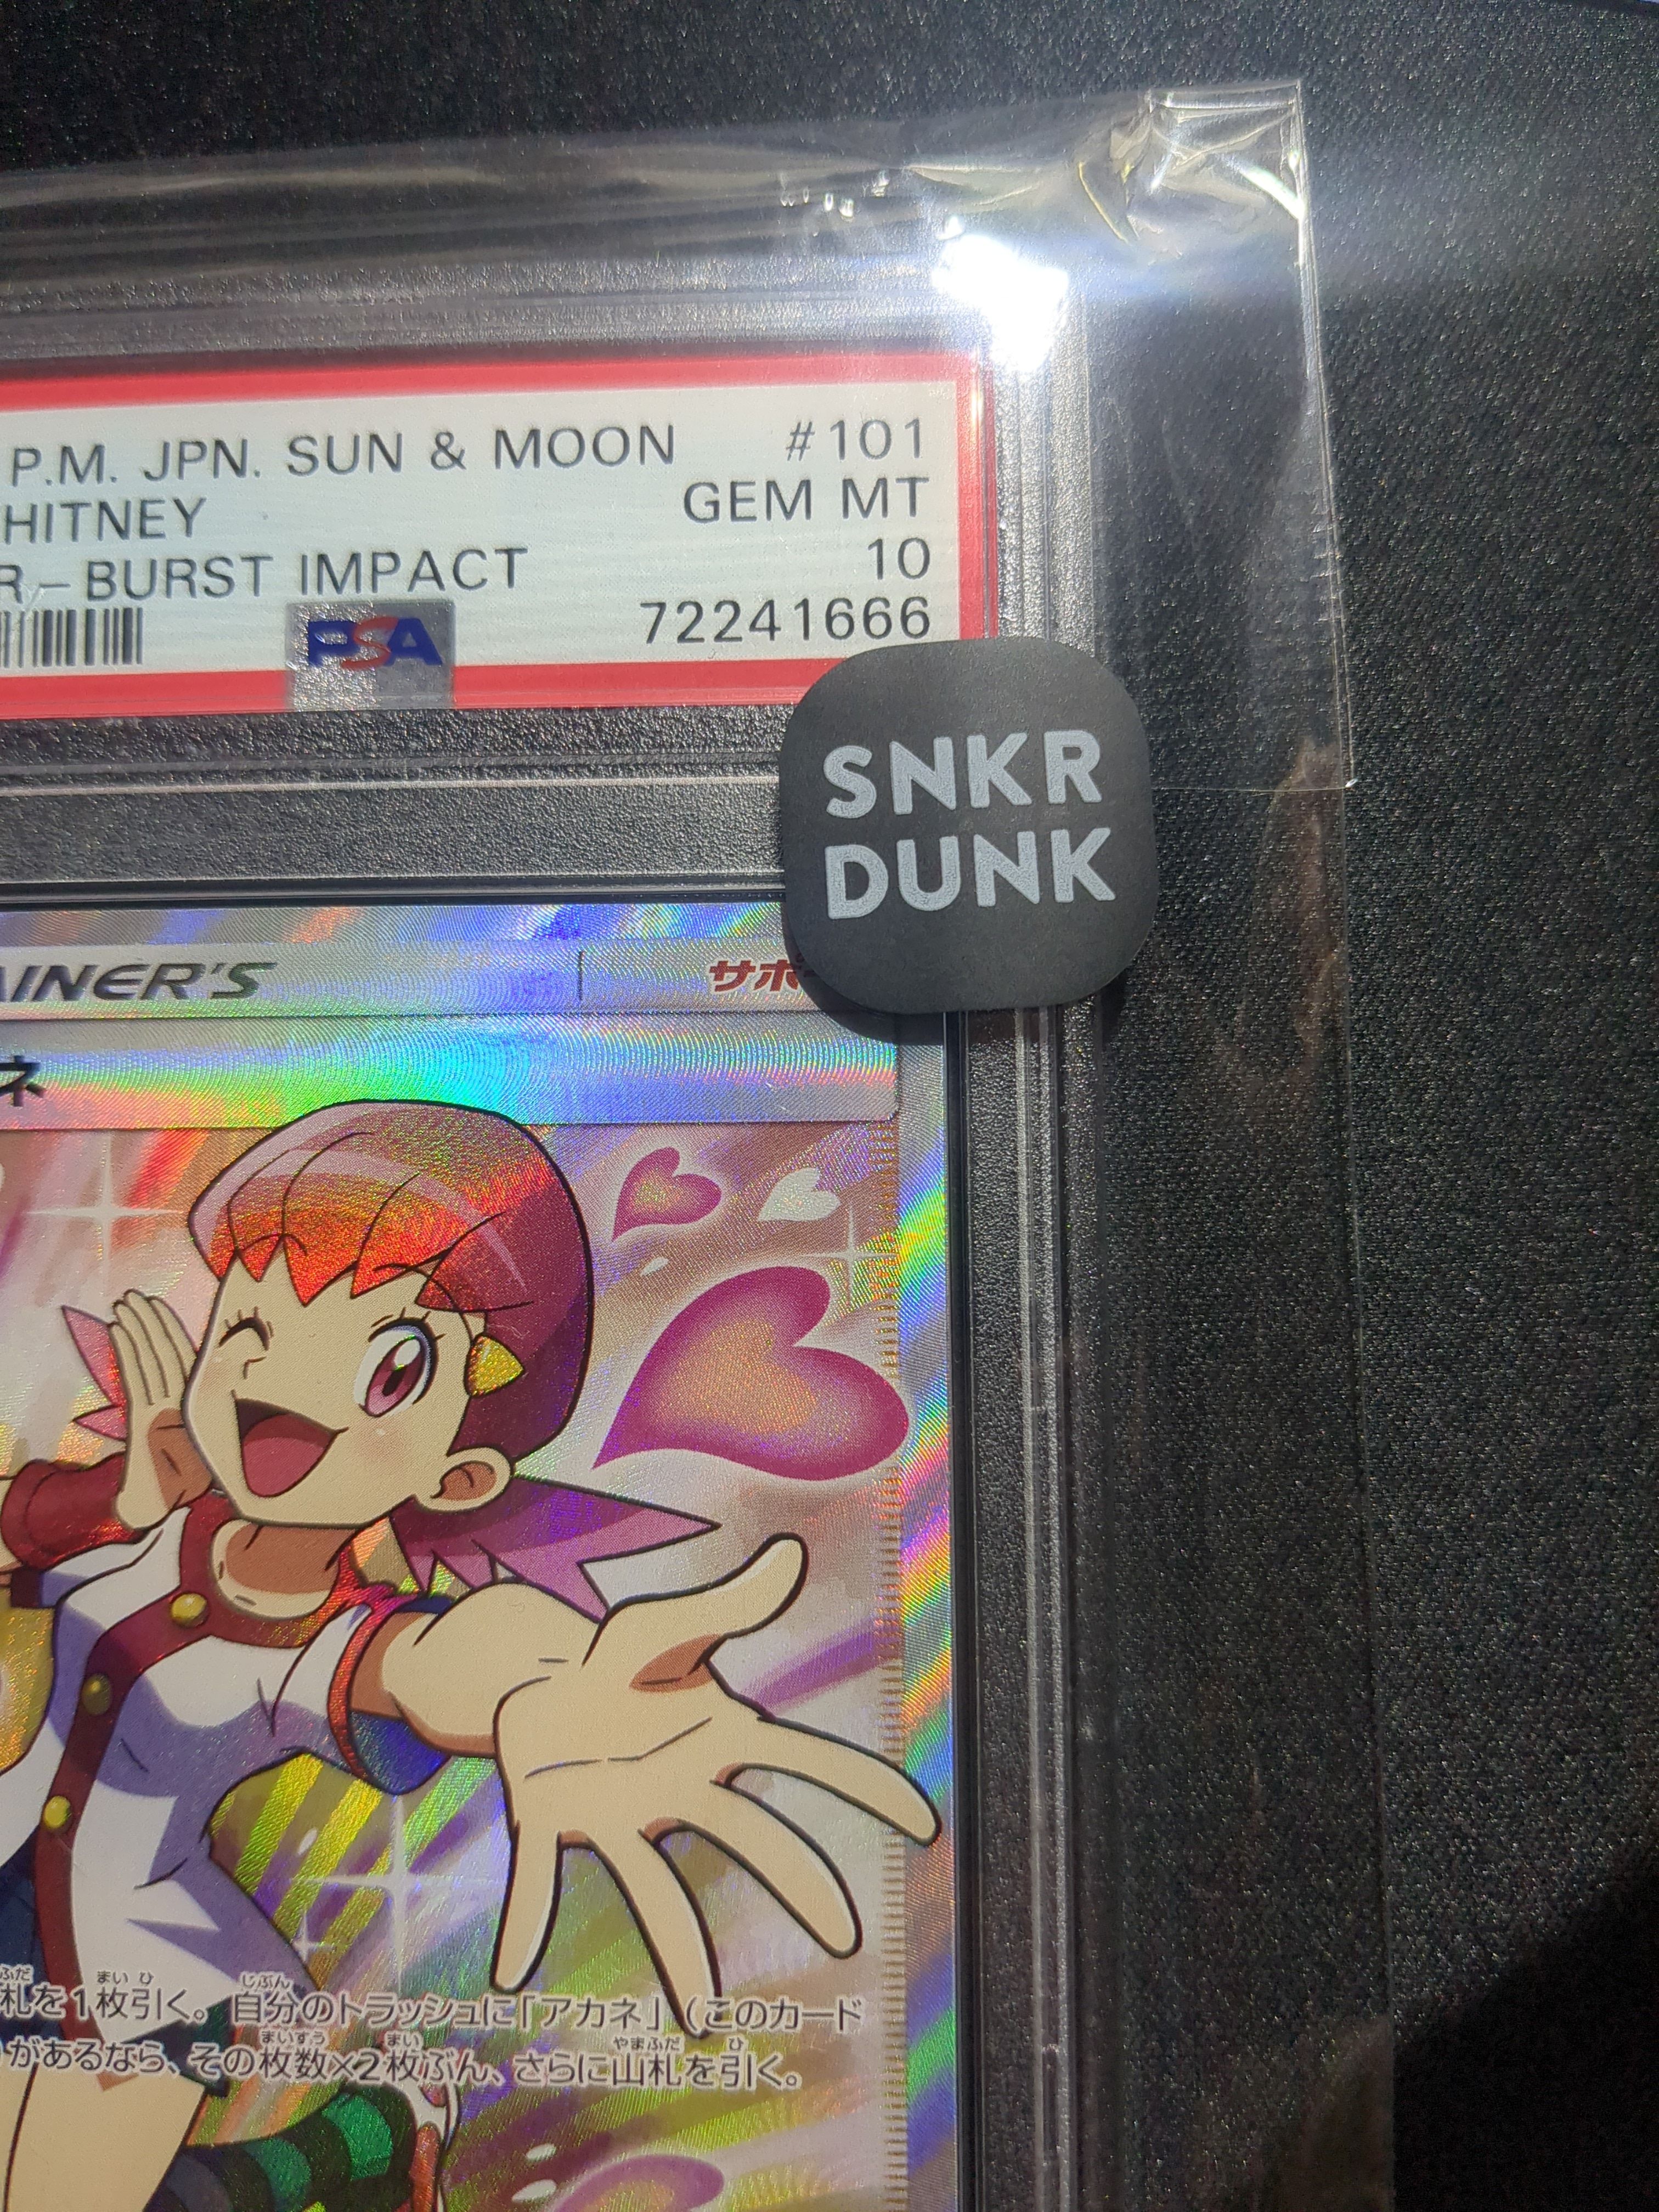 P.M. JPN. SUN & MOON #101
HITNEY GEM MT
R-BURST IMPACT 10
PSA 72241666
SNKR
DUNK
AINER'S サポ
ネ
札を1枚引く。自分のトラッシュに「アカネ」(このカード
があるなら、その枚数×2枚ぶん、さらに山札を引く。